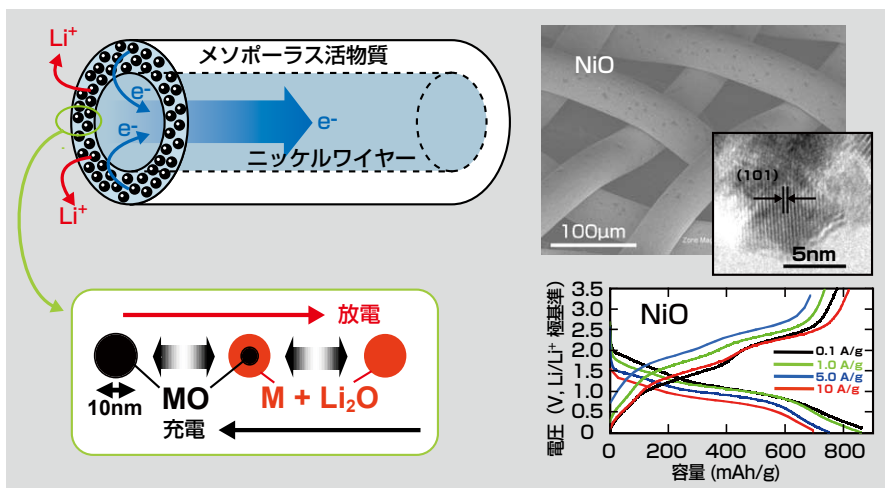 Li⁺
メソポーラス活物質
e-
e-
e-
ニッケルワイヤー
Li⁺
放電
MO
M + Li₂O
10nm
充電
NiO
100μm
(101)
5nm
電圧 (V, Li/Li⁺ 極基準)
3.5
3.0
2.5
2.0
1.5
1.0
0.5
0
NiO
0.1 A/g
1.0 A/g
5.0 A/g
10 A/g
0 200 400 600 800
容量 (mAh/g)